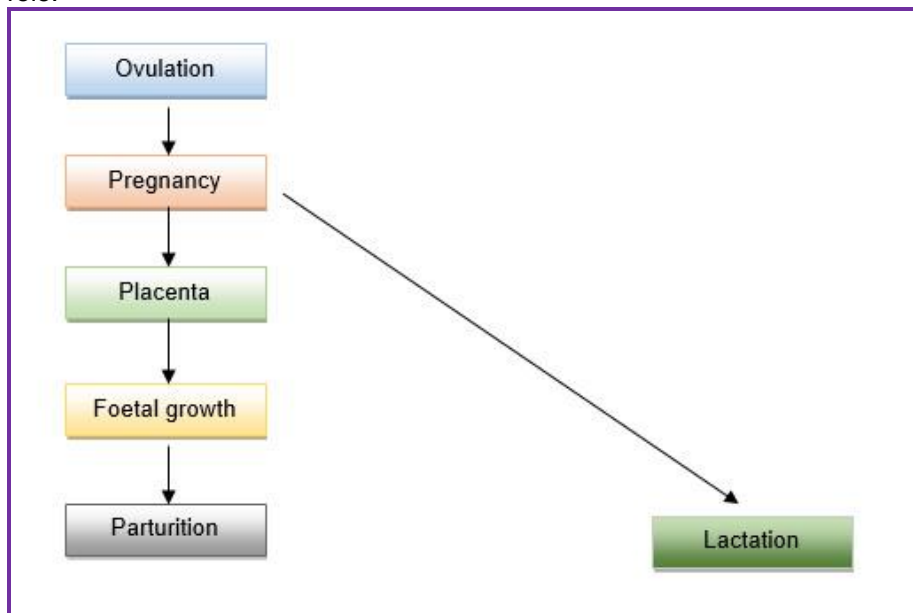 Ovulation
Pregnancy
Placenta
Foetal growth
Parturition
Lactation